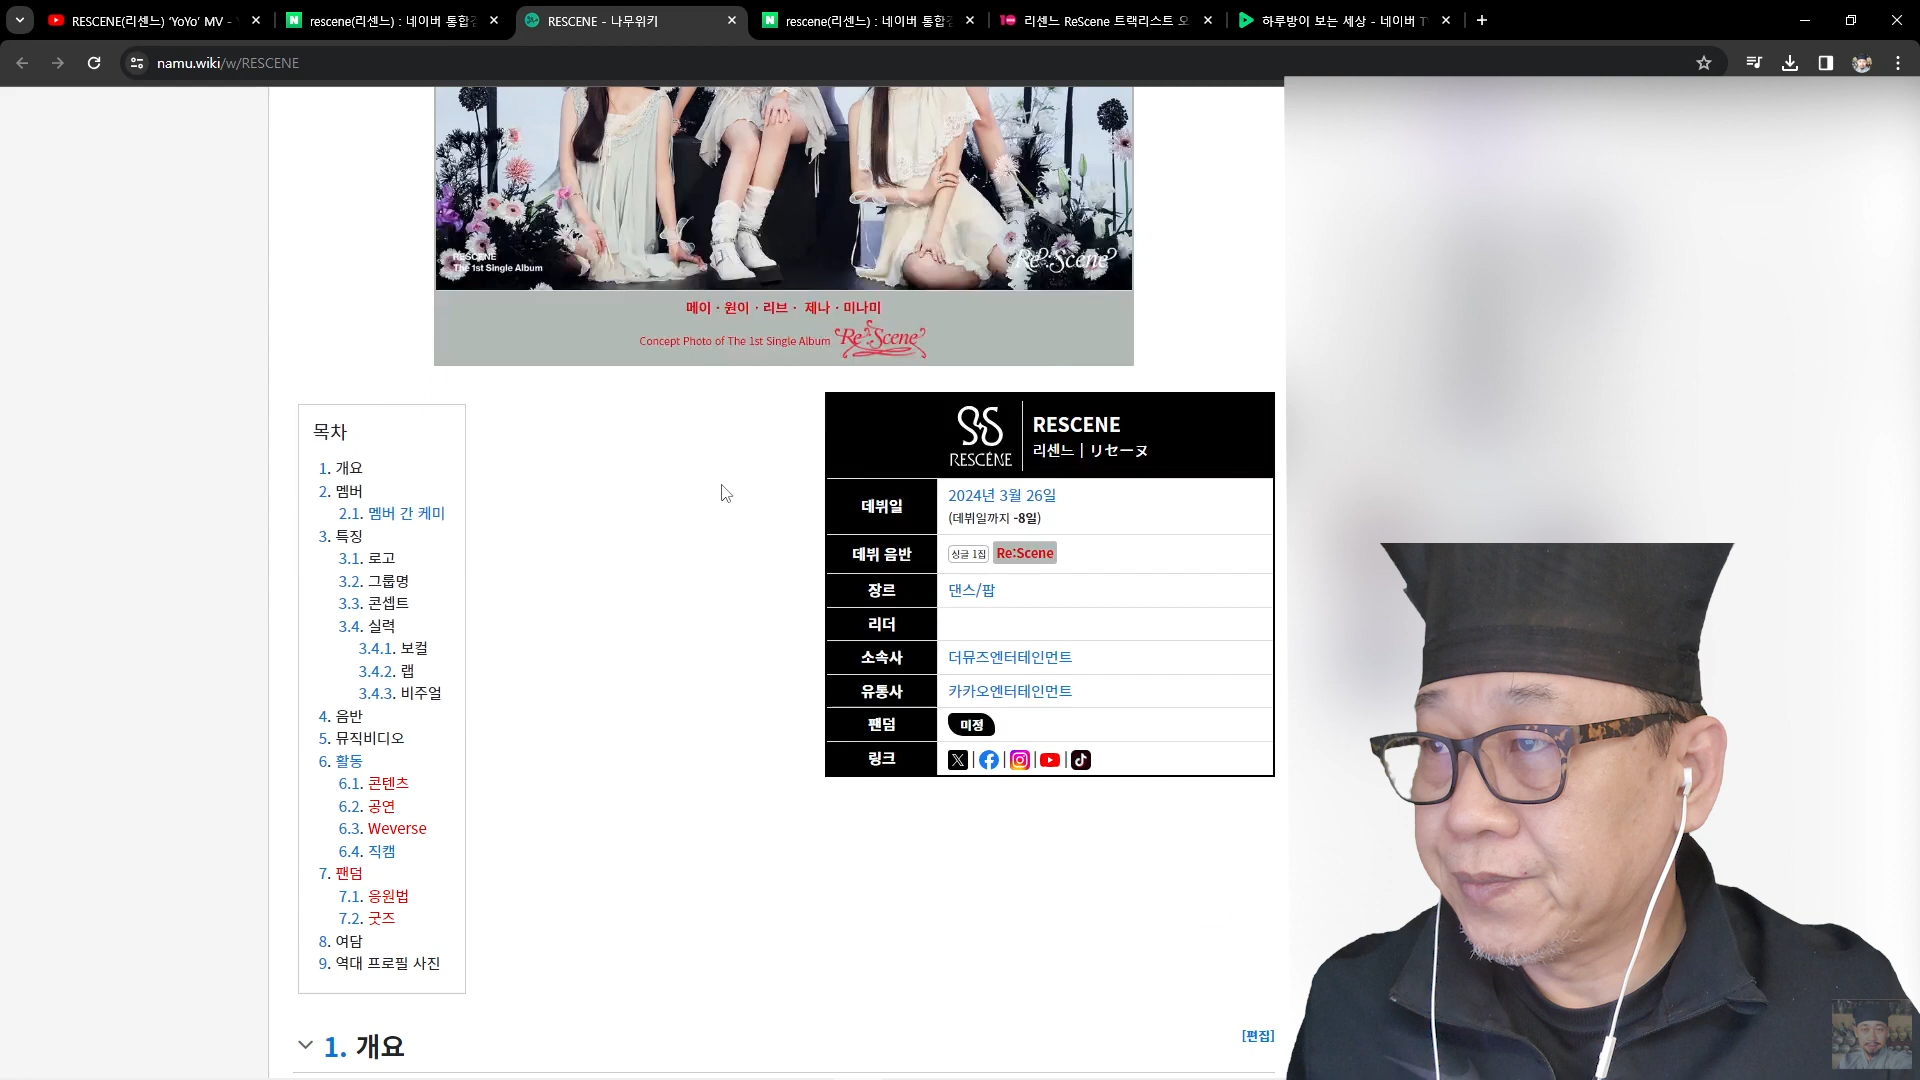 RESCENE(리센느) ‘YoYo’ MV -
rescene(리센느) : 네이버 통합검
RESCENE - 나무위키
rescene(리센느) : 네이버 통합검
리센느 ReScene 트랙리스트 오
하루방이 보는 세상 - 네이버 T
namu.wiki/w/RESCENE
RESCENE
The 1st Single Album
Re:Scene
메이 · 원이 · 리브 · 제나 · 미나미
Concept Photo of The 1st Single Album Re:Scene
목차
1. 개요
2. 멤버
2.1. 멤버 간 케미
3. 특징
3.1. 로고
3.2. 그룹명
3.3. 콘셉트
3.4. 실력
3.4.1. 보컬
3.4.2. 랩
3.4.3. 비주얼
4. 음반
5. 뮤직비디오
6. 활동
6.1. 콘텐츠
6.2. 공연
6.3. Weverse
6.4. 직캠
7. 팬덤
7.1. 응원법
7.2. 굿즈
8. 여담
9. 역대 프로필 사진
RESCÉNE
RESCENE
리센느 | リセーヌ
데뷔일 2024년 3월 26일
(데뷔일까지 -8일)
데뷔 음반 싱글 1집 Re:Scene
장르 댄스/팝
리더
소속사 더뮤즈엔터테인먼트
유통사 카카오엔터테인먼트
팬덤 미정
링크 | | | |
1. 개요
[편집]